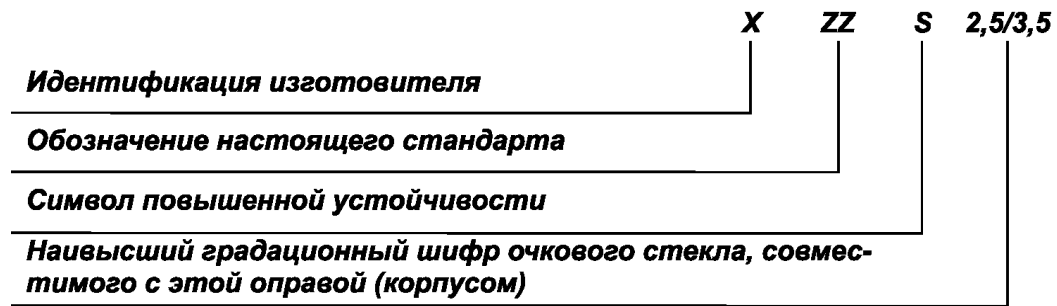 X ZZ S 2,5/3,5
Идентификация изготовителя
Обозначение настоящего стандарта
Символ повышенной устойчивости
Наивысший градационный шифр очкового стекла, совмес-
тимого с этой оправой (корпусом)